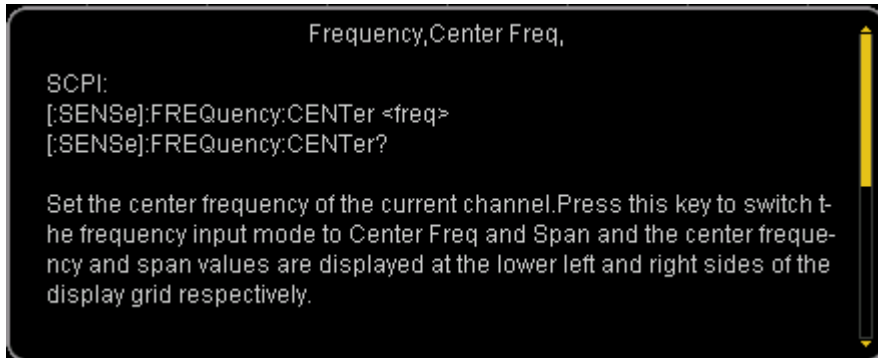 Frequency,Center Freq,
SCPI:
[:SENSe]:FREQuency:CENTer <freq>
[:SENSe]:FREQuency:CENTer?
Set the center frequency of the current channel.Press this key to switch t-
he frequency input mode to Center Freq and Span and the center freque-
ncy and span values are displayed at the lower left and right sides of the
display grid respectively.